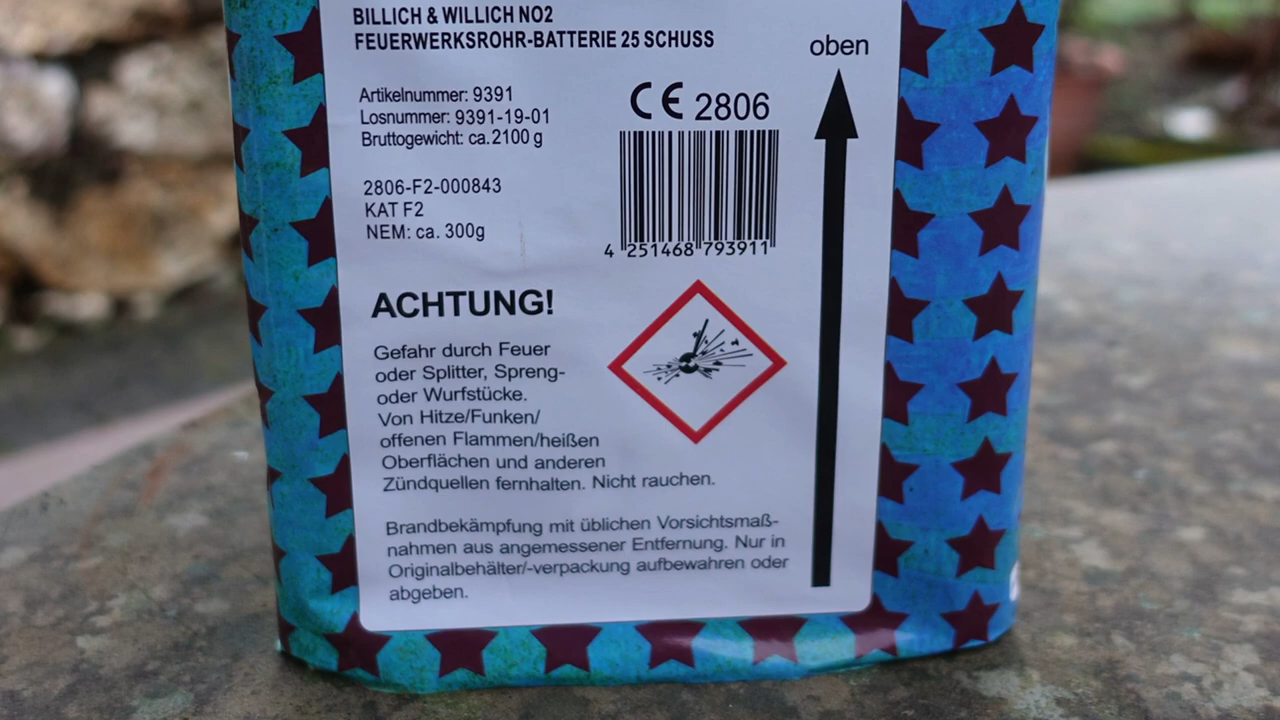 BILLICH & WILLICH NO2
FEUERWERKSROHR-BATTERIE 25 SCHUSS
oben
Artikelnummer: 9391
Losnummer: 9391-19-01
Bruttogewicht: ca. 2100 g
CE 2806
2806-F2-000843
KAT F2
NEM: ca. 300g
4 251468 793911
ACHTUNG!
Gefahr durch Feuer
oder Splitter, Spreng-
oder Wurfstücke.
Von Hitze/Funken/
offenen Flammen/heißen
Oberflächen und anderen
Zündquellen fernhalten. Nicht rauchen.
Brandbekämpfung mit üblichen Vorsichtsmaß-
nahmen aus angemessener Entfernung. Nur in
Originalbehälter/-verpackung aufbewahren oder
abgeben.